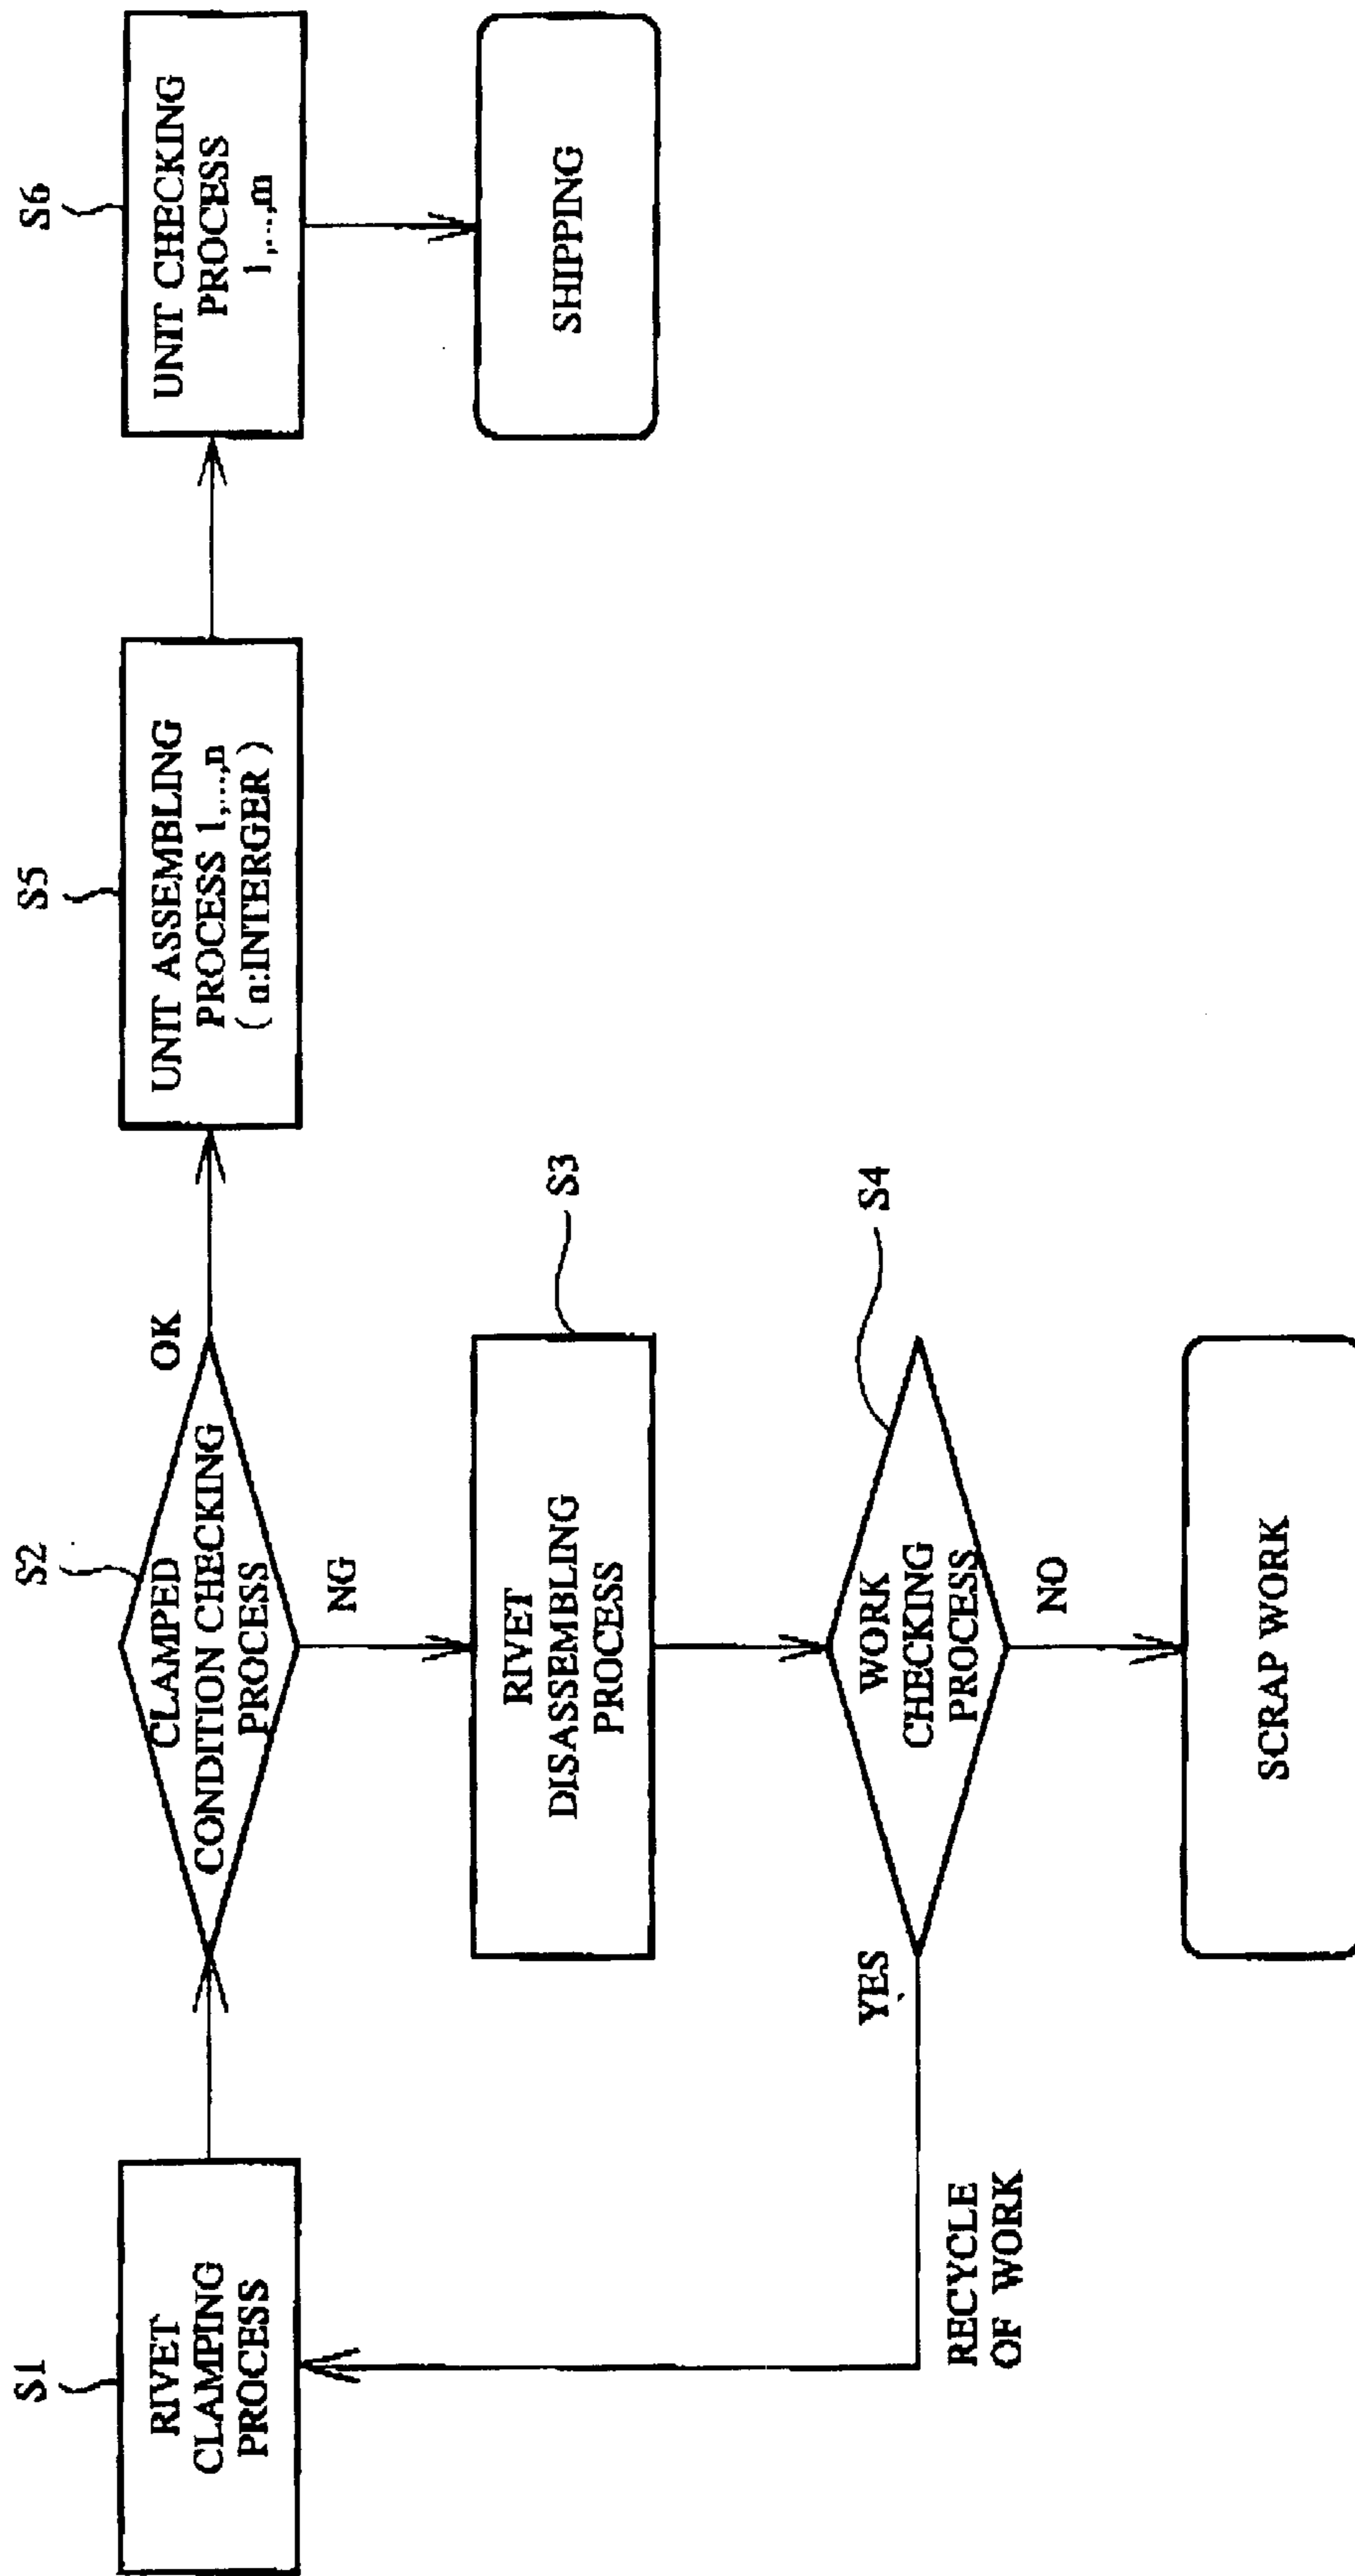 S1
RIVET
CLAMPING
PROCESS
S2
CLAMPED
CONDITION CHECKING
PROCESS
OK
NG
S5
UNIT ASSEMBLING
PROCESS 1,...,n
( n:INTERGER )
S6
UNIT CHECKING
PROCESS
1,...,m
SHIPPING
S3
RIVET
DISASSEMBLING
PROCESS
S4
WORK
CHECKING
PROCESS
YES
NO
RECYCLE
OF WORK
SCRAP WORK